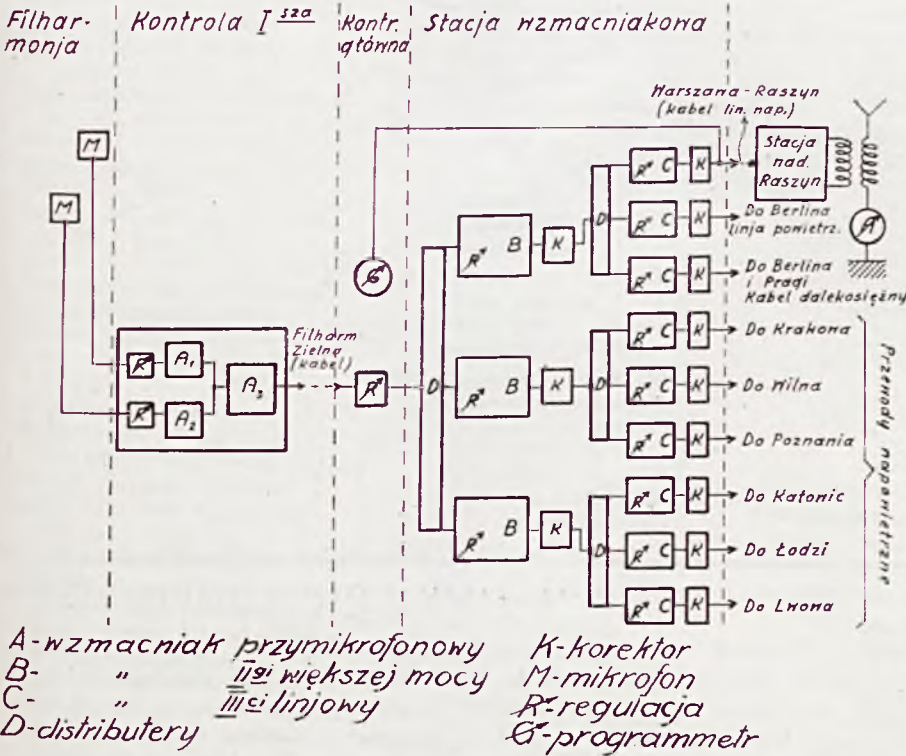 Filhar-
monja
Kontrola I sza
Kontr.
główna
Stacja wzmacniakowa
Warszawa-Raszyn
(kabel lin. nap.)
M
M
Stacja
nad.
Raszyn
A
G
R C K
R C K
Do Berlina
linja powietrz.
R C K
Do Berlina
i Pragi
Kabel dalekosiężny
R B K D
Filharm
Zielna
(kabel)
R A1
R A2
A3
R
D
R B K D
R C K
Do Krakowa
R C K
Do Wilna
R C K
Do Poznania
Przewody napowietrzne
R B K D
R C K
Do Katowic
R C K
Do Łodzi
R C K
Do Lwowa
A-wzmacniak przymikrofonowy
B- „ IIgi większej mocy
C- „ IIIci linjowy
D-distributery
K-korektor
M-mikrofon
R-regulacja
G-programmetr